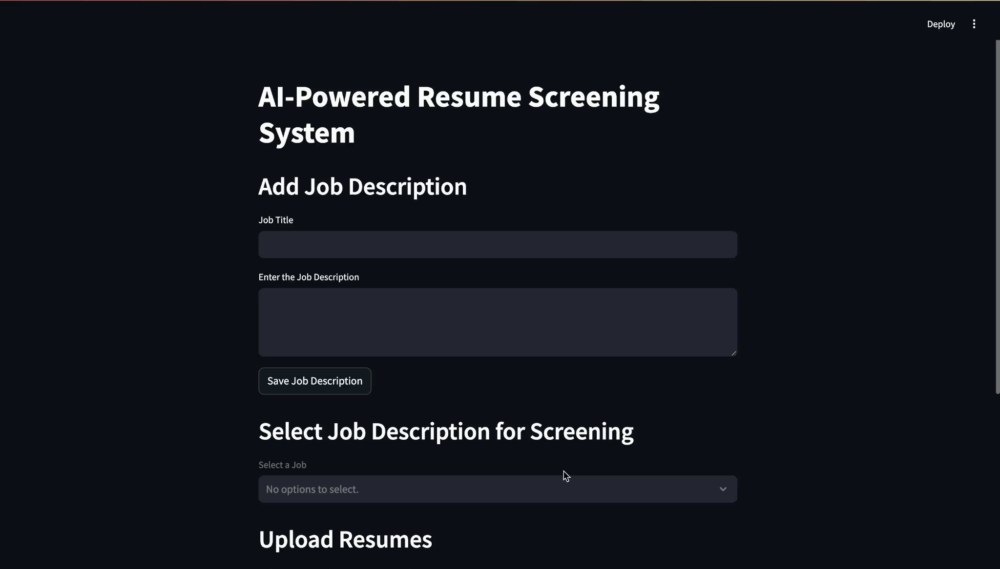 Deploy
AI-Powered Resume Screening
System
Add Job Description
Job Title
Enter the Job Description
Save Job Description
Select Job Description for Screening
Select a Job
No options to select.
Upload Resumes